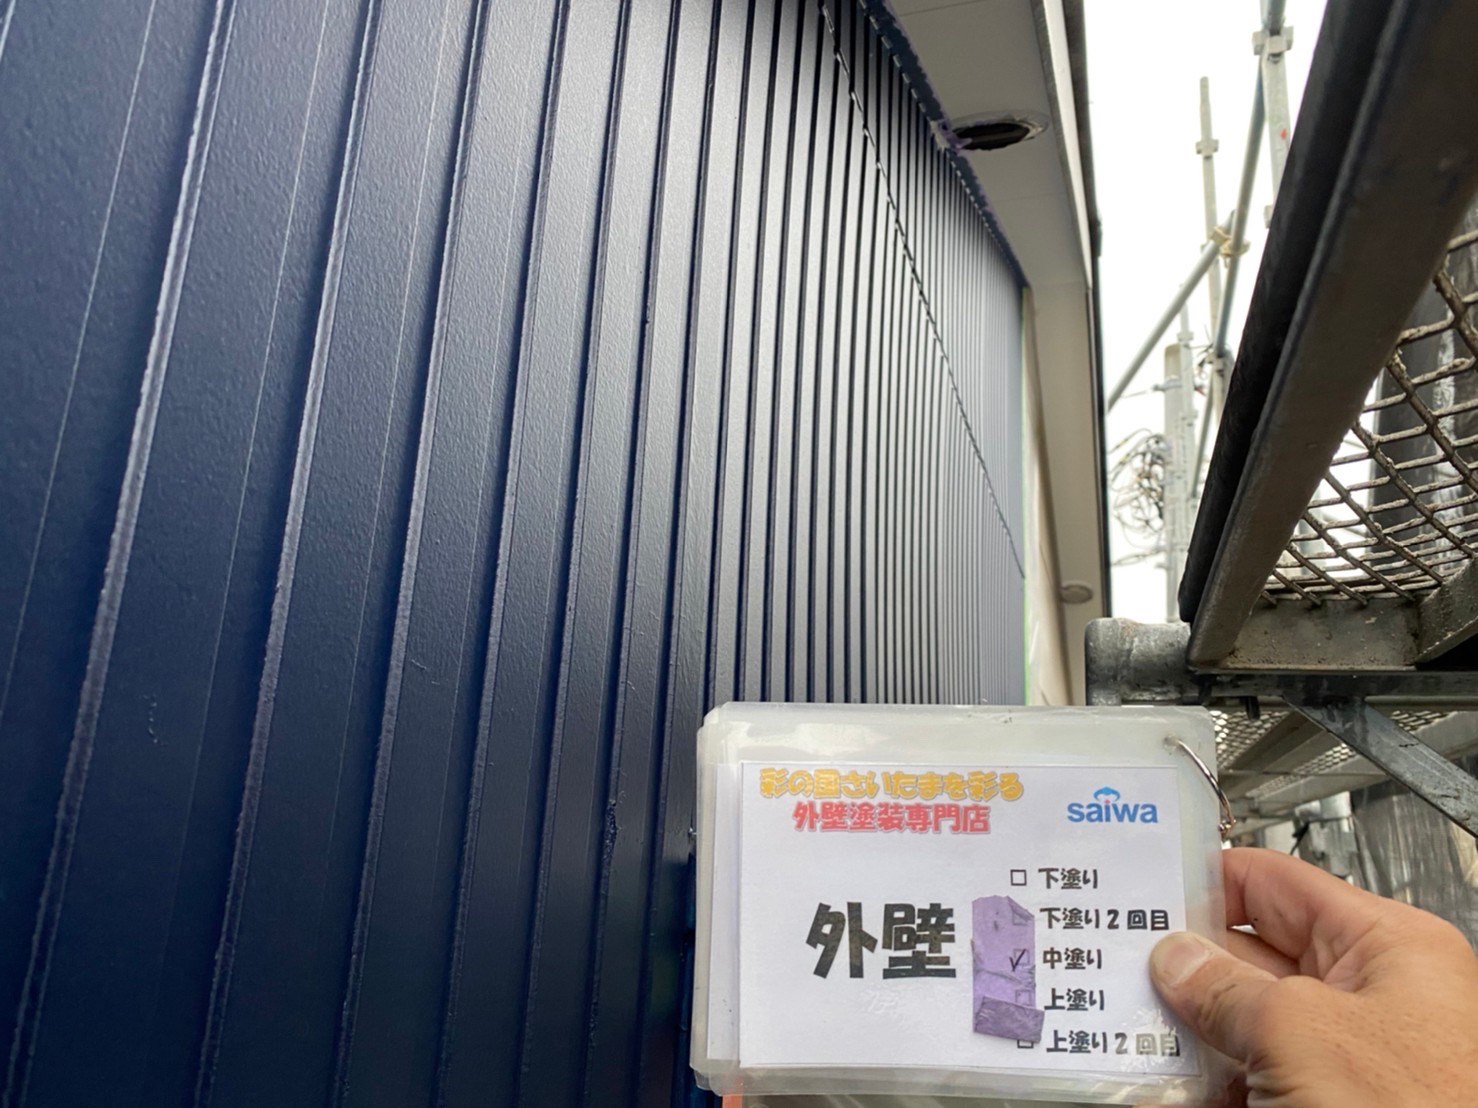 彩の国さいたまを彩る
外壁塗装専門店
saiwa
外壁
□ 下塗り
□ 下塗り2回目
☑ 中塗り
□ 上塗り
□ 上塗り2回目